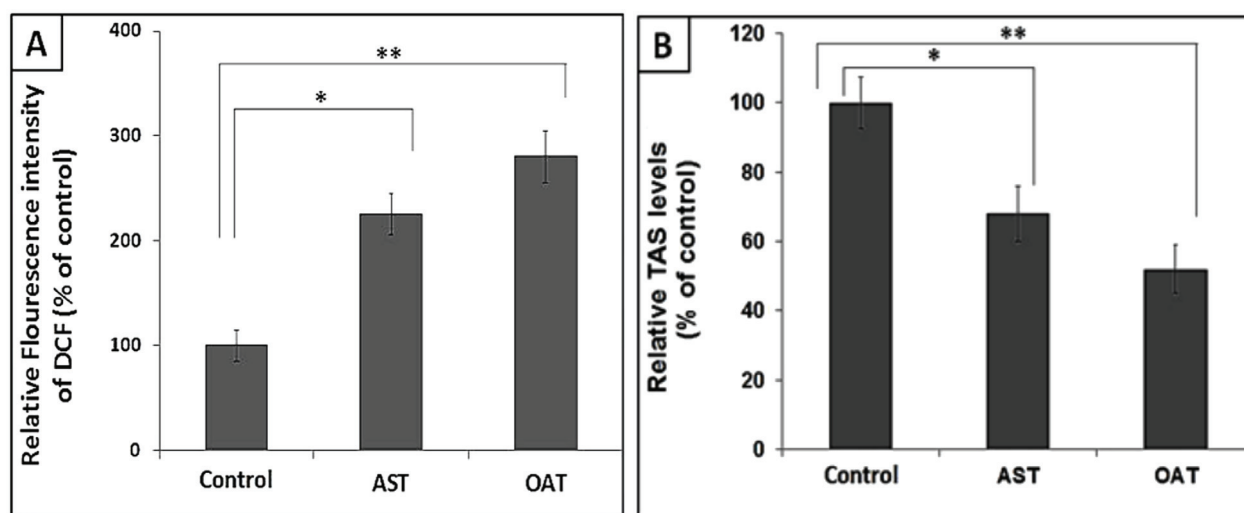 A
Relative Flourescence intensity
of DCF (% of control)
400
300
200
100
0
**
*
Control
AST
OAT
B
Relative TAS levels
(% of control)
120
100
80
60
40
20
0
**
*
Control
AST
OAT